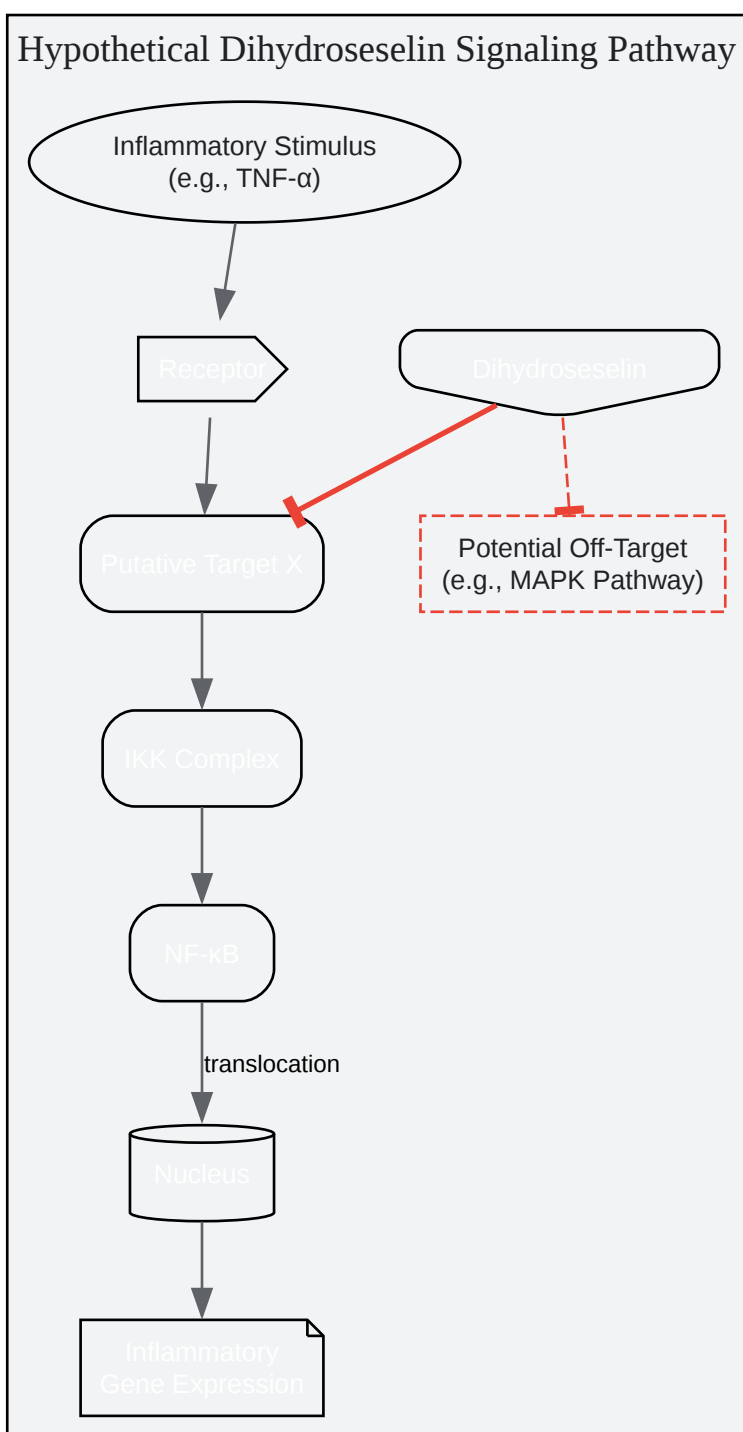 Hypothetical Dihydroseselin Signaling Pathway
Inflammatory Stimulus
(e.g., TNF-α)
Receptor
Dihydroseselin
Putative Target X
Potential Off-Target
(e.g., MAPK Pathway)
IKK Complex
NF-κB
translocation
Nucleus
Inflammatory
Gene Expression